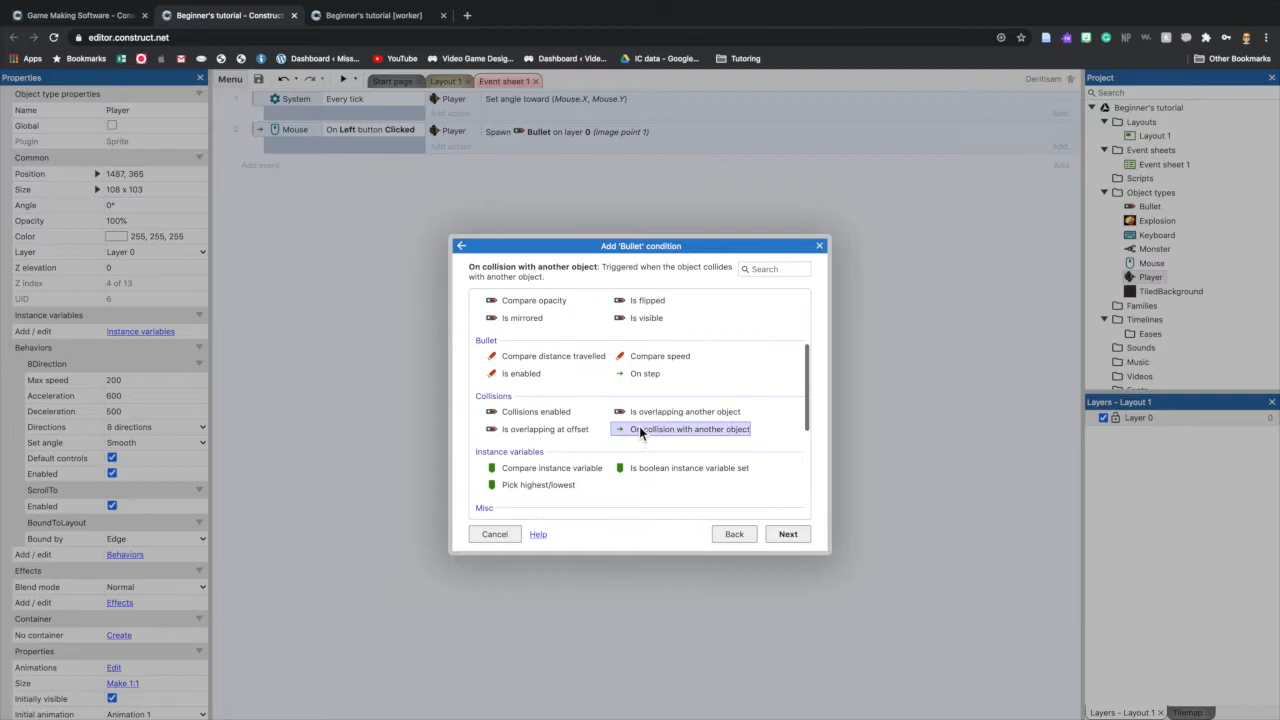 Game Making Software - Cons
Beginner's tutorial - Construct
Beginner's tutorial [worker]
editor.construct.net
Apps
Bookmarks
Dashboard ‹ Miss...
YouTube
Video Game Desig...
Dashboard ‹ Vide...
IC data - Google...
Tutoring
Other Bookmarks
Properties
Menu
Start page
Layout 1
Event sheet 1
Deritisam
Project
Object type properties
Name Player
Global
Plugin Sprite
Common
Position 1487, 365
Size 108 x 103
Angle 0°
Opacity 100%
Color 255, 255, 255
Layer Layer 0
Z elevation 0
Z index 4 of 13
UID 6
Instance variables
Add / edit Instance variables
Behaviors
8Direction
Max speed 200
Acceleration 600
Deceleration 500
Directions 8 directions
Set angle Smooth
Default controls
Enabled
ScrollTo
Enabled
BoundToLayout
Bound by Edge
Add / edit Behaviors
Effects
Blend mode Normal
Add / edit Effects
Container
No container Create
Properties
Animations Edit
Size Make 1:1
Initially visible
Initial animation Animation 1
1 System Every tick Player Set angle toward (Mouse.X, Mouse.Y)
Add action Add
2 Mouse On Left button Clicked Player Spawn Bullet on layer 0 (image point 1)
Add action Add
Add event Add
Add 'Bullet' condition
On collision with another object: Triggered when the object collides
with another object.
Search
Compare opacity Is flipped
Is mirrored Is visible
Bullet
Compare distance travelled Compare speed
Is enabled On step
Collisions
Collisions enabled Is overlapping another object
Is overlapping at offset On collision with another object
Instance variables
Compare instance variable Is boolean instance variable set
Pick highest/lowest
Misc
Cancel Help Back Next
Search
Beginner's tutorial
Layouts
Layout 1
Event sheets
Event sheet 1
Scripts
Object types
Bullet
Explosion
Keyboard
Monster
Mouse
Player
TiledBackground
Families
Timelines
Eases
Sounds
Music
Videos
Layers - Layout 1
Layer 0 0
Layers - Layout 1 Tilemap